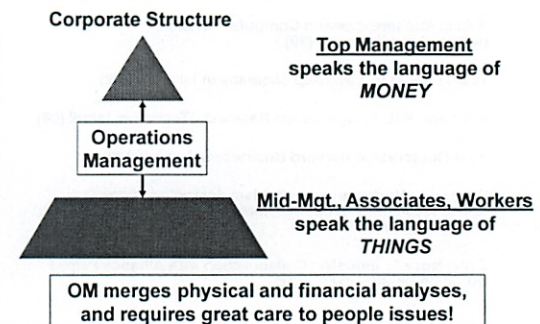 Corporate Structure
Top Management
speaks the language of
MONEY
Operations
Management
Mid-Mgt., Associates, Workers
speak the language of
THINGS
OM merges physical and financial analyses,
and requires great care to people issues!